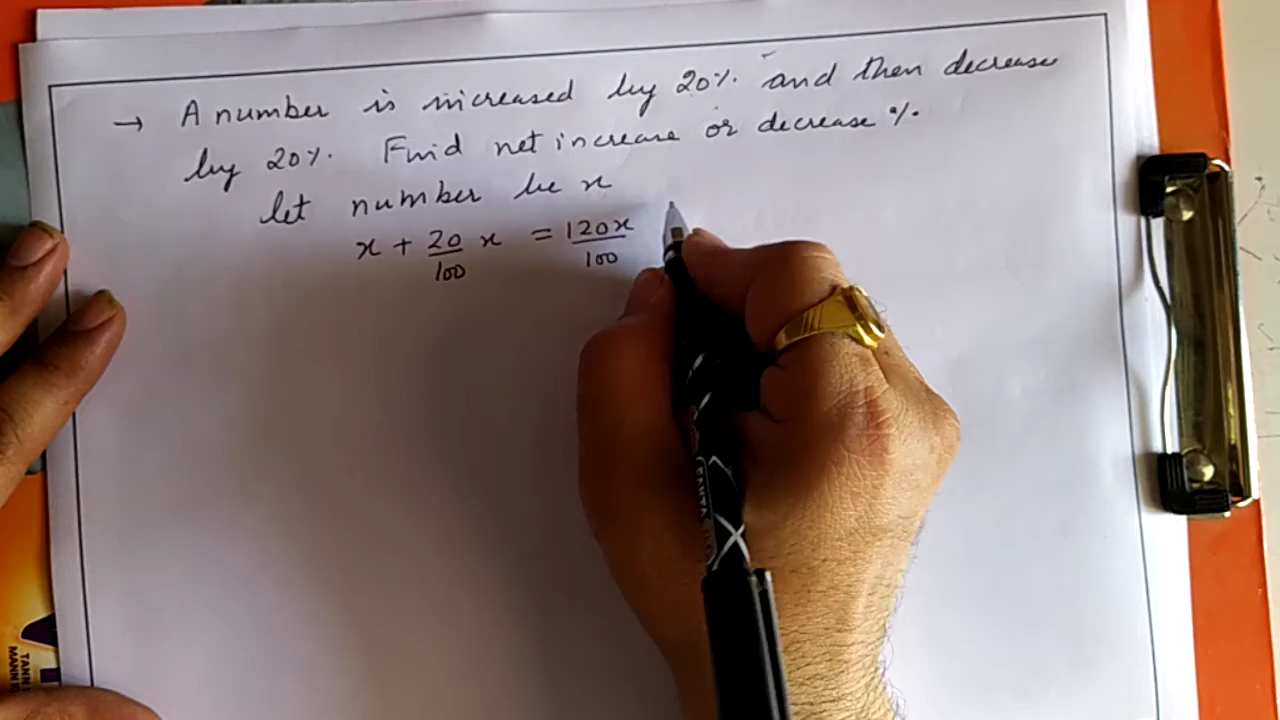 → A number is increased by 20% and then decrease
by 20%. Find net increase or decrease %.
let number be x
x + 20/100 x = 120x/100